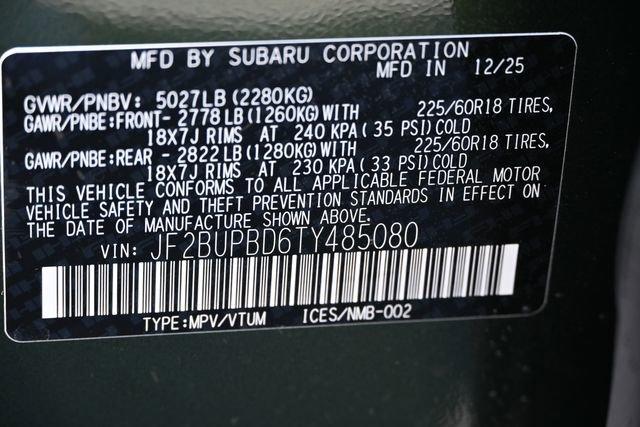 MFD BY SUBARU CORPORATION
MFD IN 12/25
GVWR/PNBV: 5027LB(2280KG)
GAWR/PNBE:FRONT- 2778LB(1260KG)WITH 225/60R18 TIRES,
18X7J RIMS AT 240 KPA(35 PSI)COLD
GAWR/PNBE:REAR - 2822LB(1280KG)WITH 225/60R18 TIRES,
18X7J RIMS AT 230 KPA(33 PSI)COLD
THIS VEHICLE CONFORMS TO ALL APPLICABLE FEDERAL MOTOR
VEHICLE SAFETY AND THEFT PREVENTION STANDARDS IN EFFECT ON
THE DATE OF MANUFACTURE SHOWN ABOVE.
VIN: JF2BUPBD6TY485080
TYPE:MPV/VTUM ICES/NMB-002